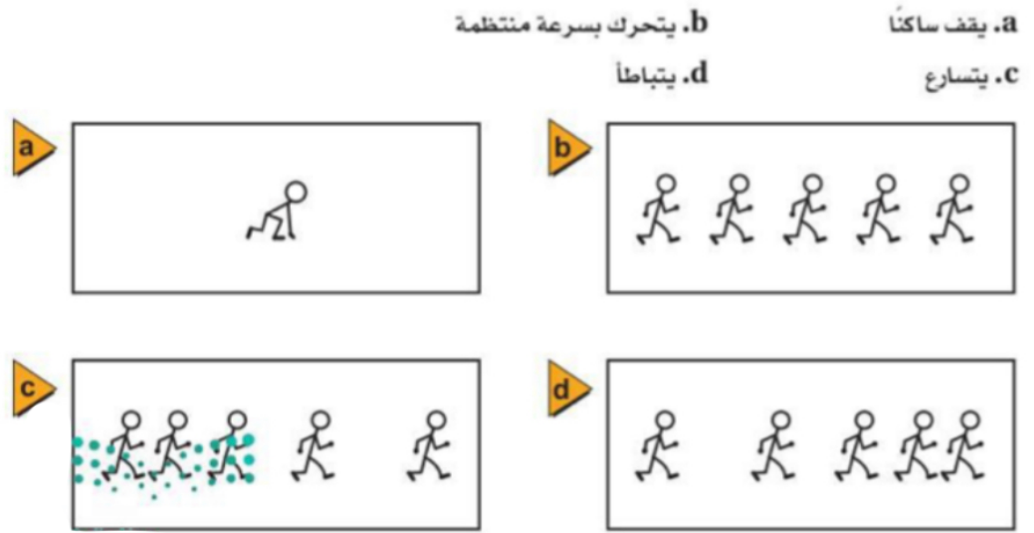 a. يقف ساكنًا b. يتحرك بسرعة منتظمة
c. يتسارع d. يتباطأ
a
b
c
d